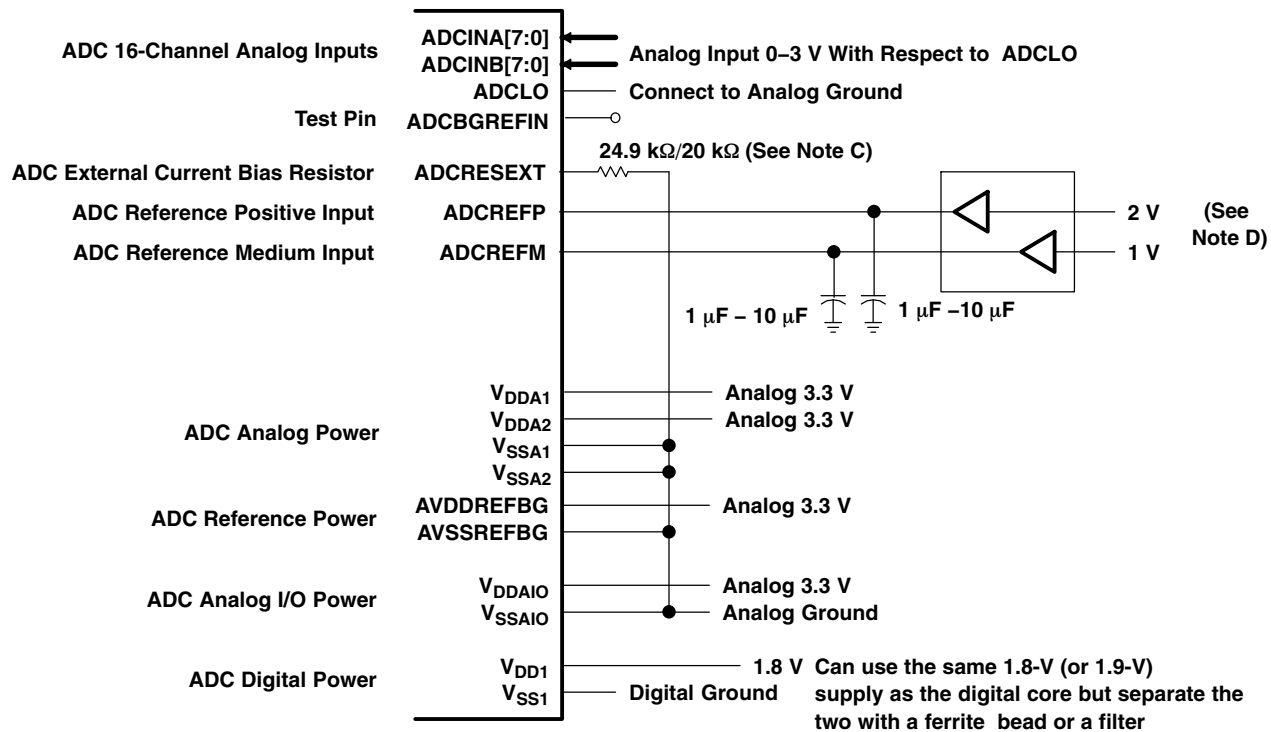 ADC 16-Channel Analog Inputs
ADCINA[7:0]
ADCINB[7:0]
Analog Input 0–3 V With Respect to ADCLO
ADCLO
Connect to Analog Ground
Test Pin
ADCBGREFIN
24.9 kΩ/20 kΩ (See Note C)
ADC External Current Bias Resistor
ADCRESEXT
ADC Reference Positive Input
ADCREFP
2 V
(See
Note D)
ADC Reference Medium Input
ADCREFM
1 V
1 μF – 10 μF
1 μF –10 μF
ADC Analog Power
VDDA1
Analog 3.3 V
VDDA2
Analog 3.3 V
VSSA1
VSSA2
ADC Reference Power
AVDDREFBG
Analog 3.3 V
AVSSREFBG
ADC Analog I/O Power
VDDAIO
Analog 3.3 V
VSSAIO
Analog Ground
ADC Digital Power
VDD1
1.8 V Can use the same 1.8-V (or 1.9-V)
supply as the digital core but separate the
two with a ferrite bead or a filter
VSS1
Digital Ground